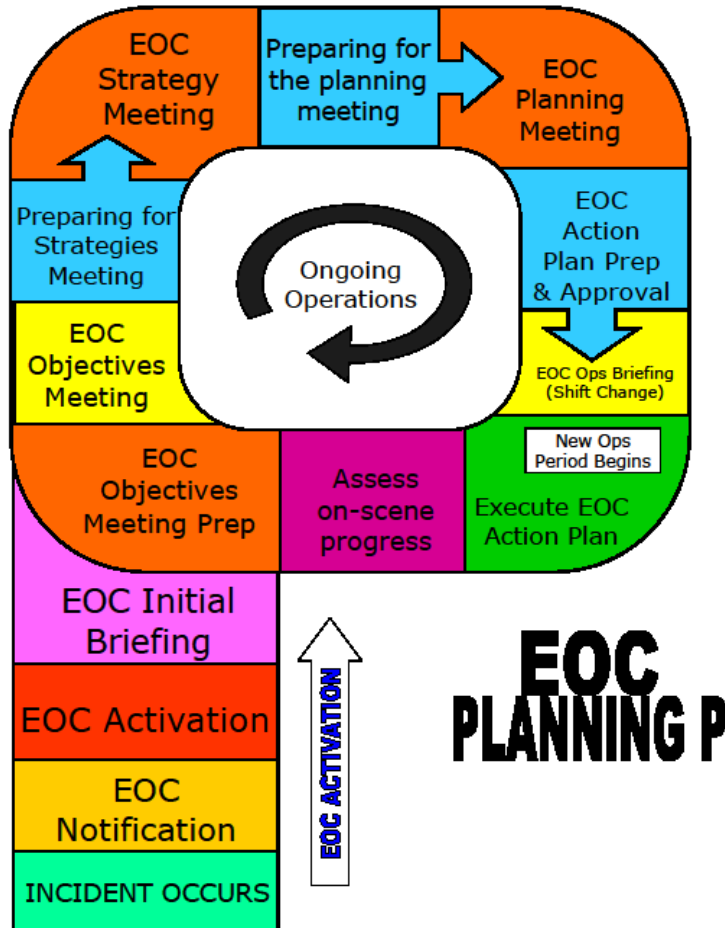 EOC
Strategy
Meeting
Preparing for
the planning
meeting
EOC
Planning
Meeting
Preparing for
Strategies
Meeting
Ongoing
Operations
EOC
Action
Plan Prep
& Approval
EOC
Objectives
Meeting
EOC Ops Briefing
(Shift Change)
EOC
Objectives
Meeting Prep
Assess
on-scene
progress
New Ops
Period Begins
Execute EOC
Action Plan
EOC Initial
Briefing
EOC Activation
EOC
Notification
INCIDENT OCCURS
EOC ACTIVATION
EOC
PLANNING P